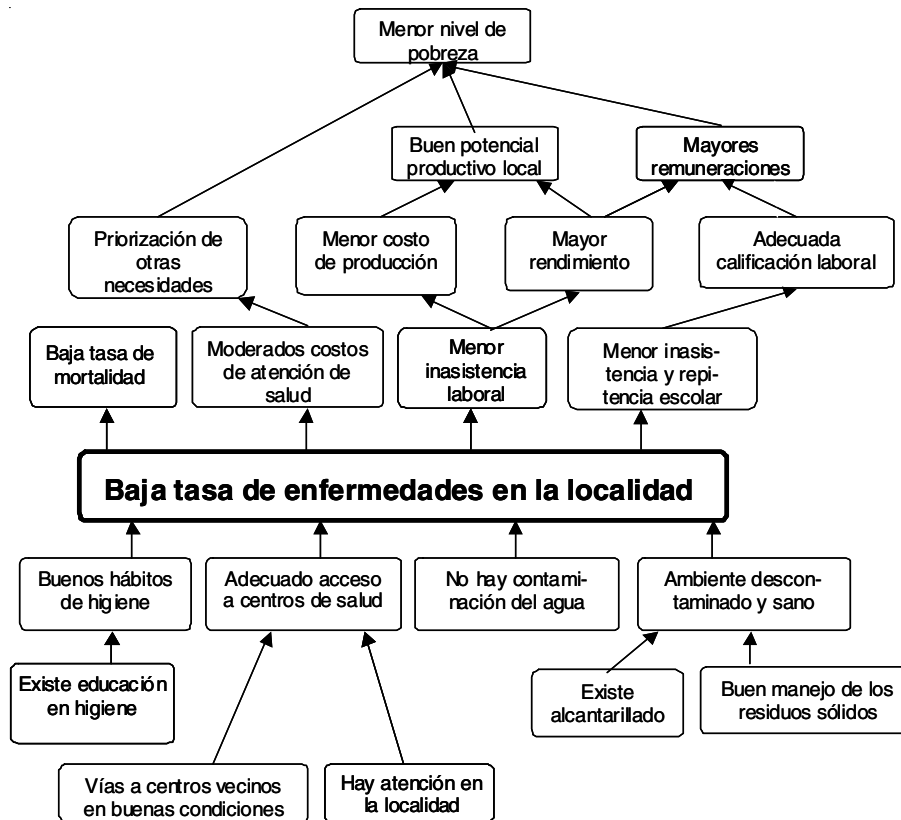 Menor nivel de
pobreza
Buen potencial
productivo local
Mayores
remuneraciones
Priorización de
otras
necesidades
Menor costo
de producción
Mayor
rendimiento
Adecuada
calificación laboral
Baja tasa de
mortalidad
Moderados costos
de atención de
salud
Menor
inasistencia
laboral
Menor inasis-
tencia y repi-
tencia escolar
Baja tasa de enfermedades en la localidad
Buenos hábitos
de higiene
Adecuado acceso
a centros de salud
No hay contami-
nación del agua
Ambiente descon-
taminado y sano
Existe educación
en higiene
Existe
alcantarillado
Buen manejo de los
residuos sólidos
Vías a centros vecinos
en buenas condiciones
Hay atención en
la localidad